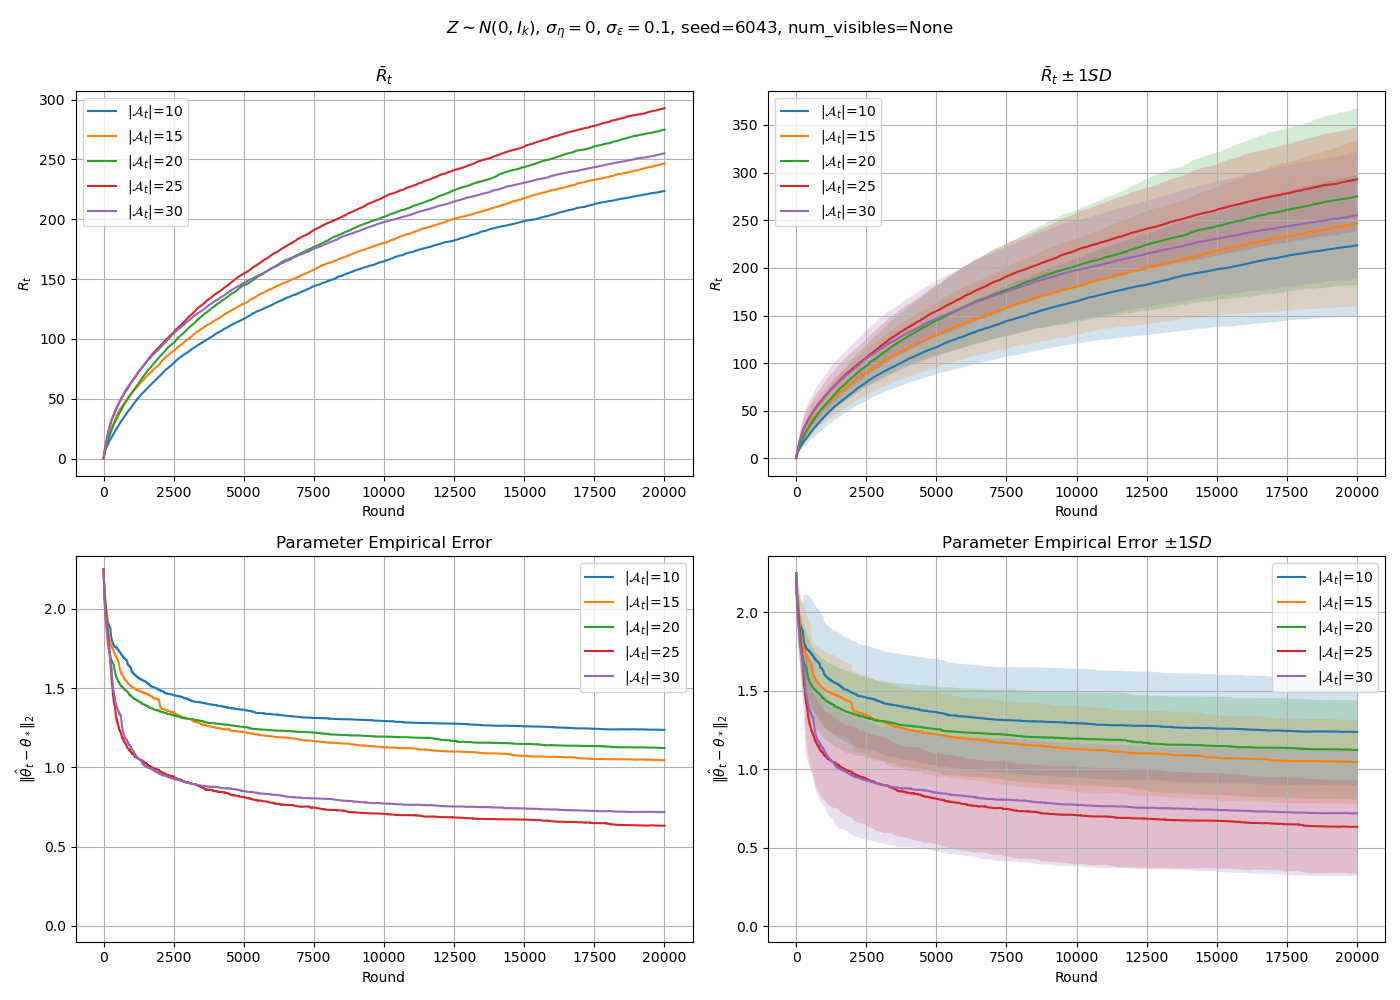 Z ∼ N(0, I_k), σ_η = 0, σ_ε = 0.1, seed=6043, num_visibles=None
R̄_t
R_t
300
250
200
150
100
50
0
|𝒜_t|=10
|𝒜_t|=15
|𝒜_t|=20
|𝒜_t|=25
|𝒜_t|=30
0 2500 5000 7500 10000 12500 15000 17500 20000
Round
R̄_t ± 1SD
R_t
350
300
250
200
150
100
50
0
|𝒜_t|=10
|𝒜_t|=15
|𝒜_t|=20
|𝒜_t|=25
|𝒜_t|=30
0 2500 5000 7500 10000 12500 15000 17500 20000
Round
Parameter Empirical Error
‖θ̂_t − θ_*‖_2
2.0
1.5
1.0
0.5
0.0
|𝒜_t|=10
|𝒜_t|=15
|𝒜_t|=20
|𝒜_t|=25
|𝒜_t|=30
0 2500 5000 7500 10000 12500 15000 17500 20000
Round
Parameter Empirical Error ±1SD
‖θ̂_t − θ_*‖_2
2.0
1.5
1.0
0.5
0.0
|𝒜_t|=10
|𝒜_t|=15
|𝒜_t|=20
|𝒜_t|=25
|𝒜_t|=30
0 2500 5000 7500 10000 12500 15000 17500 20000
Round